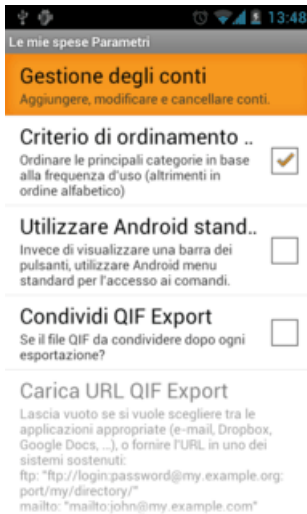 13:48
Le mie spese Parametri
Gestione degli conti
Aggiungere, modificare e cancellare conti.
Criterio di ordinamento ..
Ordinare le principali categorie in base
alla frequenza d'uso (altrimenti in
ordine alfabetico)
Utilizzare Android stand..
Invece di visualizzare una barra dei
pulsanti, utilizzare Android menu
standard per l'accesso ai comandi.
Condividi QIF Export
Se il file QIF da condividere dopo ogni
esportazione?
Carica URL QIF Export
Lascia vuoto se si vuole scegliere tra le
applicazioni appropriate (e-mail, Dropbox,
Google Docs, ...), o fornire l'URL in uno dei
sistemi sostenuti:
ftp: "ftp://login:password@my.example.org:
port/my/directory/"
mailto: "mailto:john@my.example.com"